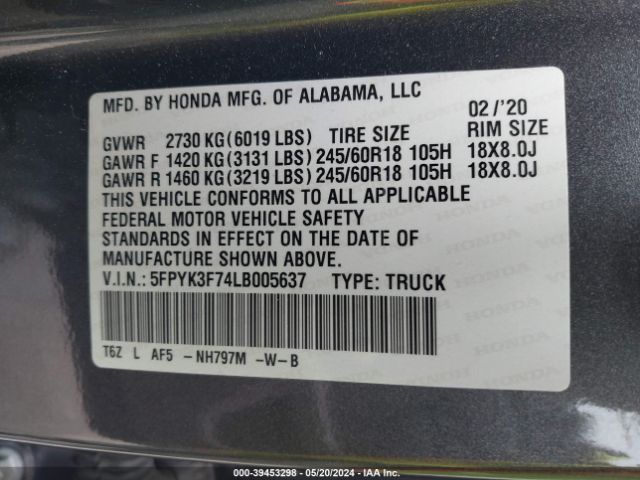 MFD. BY HONDA MFG. OF ALABAMA, LLC 02/'20
GVWR 2730 KG(6019 LBS) TIRE SIZE RIM SIZE
GAWR F 1420 KG(3131 LBS) 245/60R18 105H 18X8.0J
GAWR R 1460 KG(3219 LBS) 245/60R18 105H 18X8.0J
THIS VEHICLE CONFORMS TO ALL APPLICABLE
FEDERAL MOTOR VEHICLE SAFETY
STANDARDS IN EFFECT ON THE DATE OF
MANUFACTURE SHOWN ABOVE.
V.I.N.: 5FPYK3F74LB005637 TYPE: TRUCK
T6Z L AF5 -NH797M -W-B
000-39453298 - 05/20/2024 - IAA Inc.